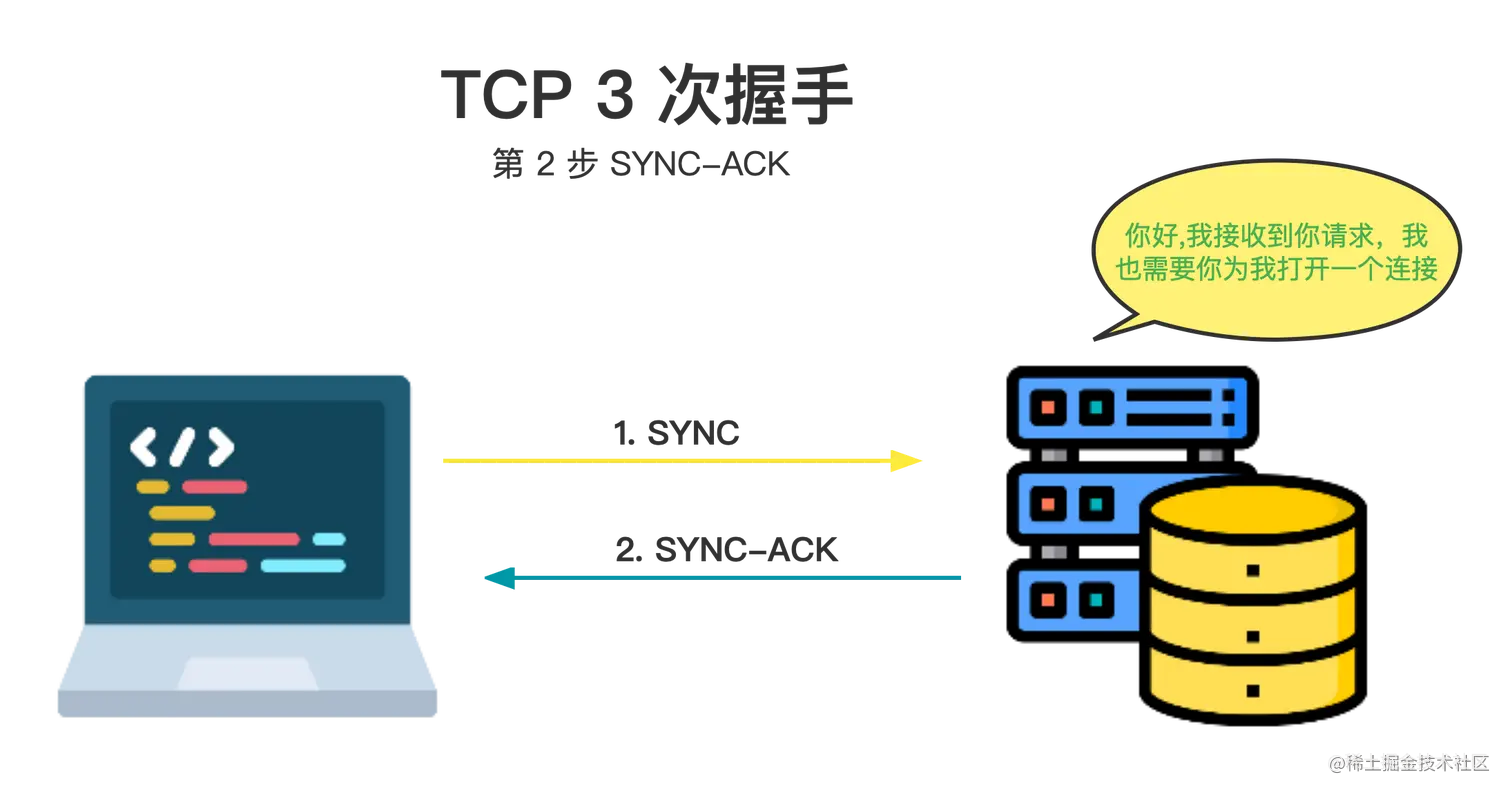 TCP 3 次握手
第 2 步 SYNC-ACK
你好,我接收到你请求，我
也需要你为我打开一个连接
1. SYNC
2. SYNC-ACK
@稀土掘金技术社区